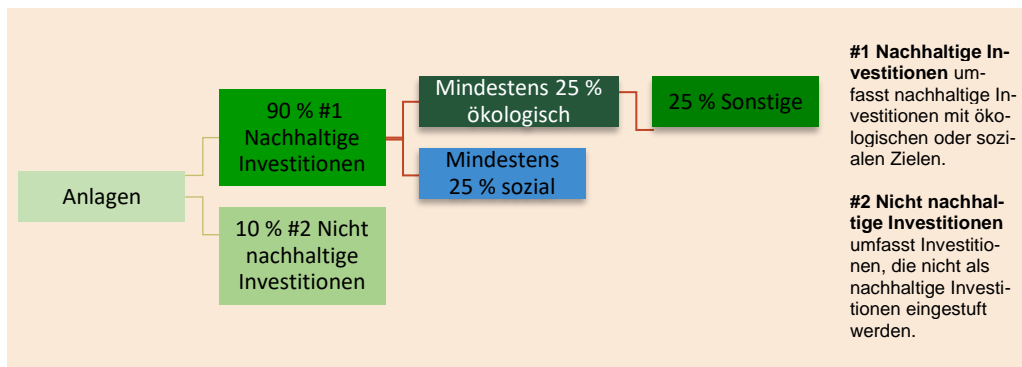 Anlagen
90 % #1
Nachhaltige
Investitionen
10 % #2 Nicht
nachhaltige
Investitionen
Mindestens 25 %
ökologisch
Mindestens
25 % sozial
25 % Sonstige
#1 Nachhaltige In-
vestitionen um-
fasst nachhaltige In-
vestitionen mit öko-
logischen oder sozi-
alen Zielen.
#2 Nicht nachhal-
tige Investitionen
umfasst Investitio-
nen, die nicht als
nachhaltige Investi-
tionen eingestuft
werden.